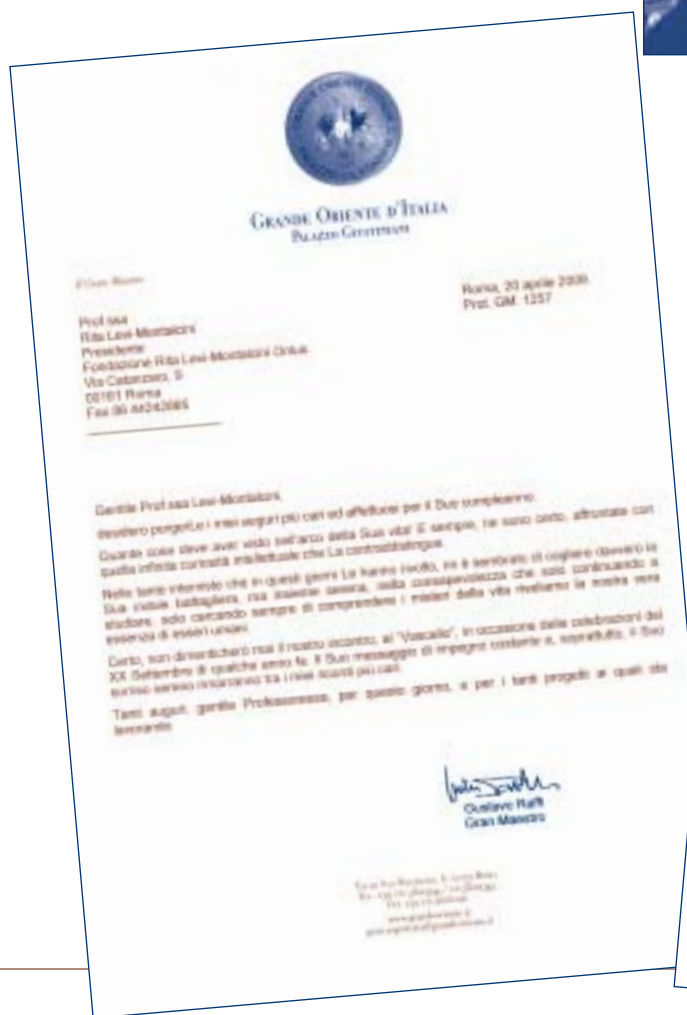 GRANDE ORIENTE D'ITALIA
PALAZZO GIUSTINIANI
Il Gran Maestro
Roma, 20 aprile 2009
Prot. GM. 1257
Prof.ssa
Rita Levi-Montalcini
Presidente
Fondazione Rita Levi-Montalcini Onlus
Via Catanzaro, 9
00161 Roma
Fax 06
Gentile Prof.ssa Levi-Montalcini,
desidero porgerLe i miei auguri più cari ed affettuosi per il Suo compleanno.
Quante cose deve aver visto nell'arco della Sua vita! E sempre, ne sono certo, affrontate con
quella infinita curiosità intellettuale che La contraddistingue.
Nelle tante interviste che in questi giorni Le hanno rivolto, mi è sembrato di cogliere davvero la
Sua indole battagliera, ma insieme serena, nella consapevolezza che solo continuando a
studiare, solo cercando sempre di comprendere i misteri della vita riveliamo la nostra vera
essenza di esseri umani.
Certo, non dimenticherò mai il nostro incontro, al "Vascello", in occasione delle celebrazioni del
XX Settembre di qualche anno fa. Il Suo messaggio di impegno costante e, soprattutto, il Suo
sorriso sereno rimarranno tra i miei ricordi più cari.
Tanti auguri, gentile Professoressa, per questo giorno, e per i tanti progetti ai quali sta
lavorando.
Gustavo Raffi
Gran Maestro